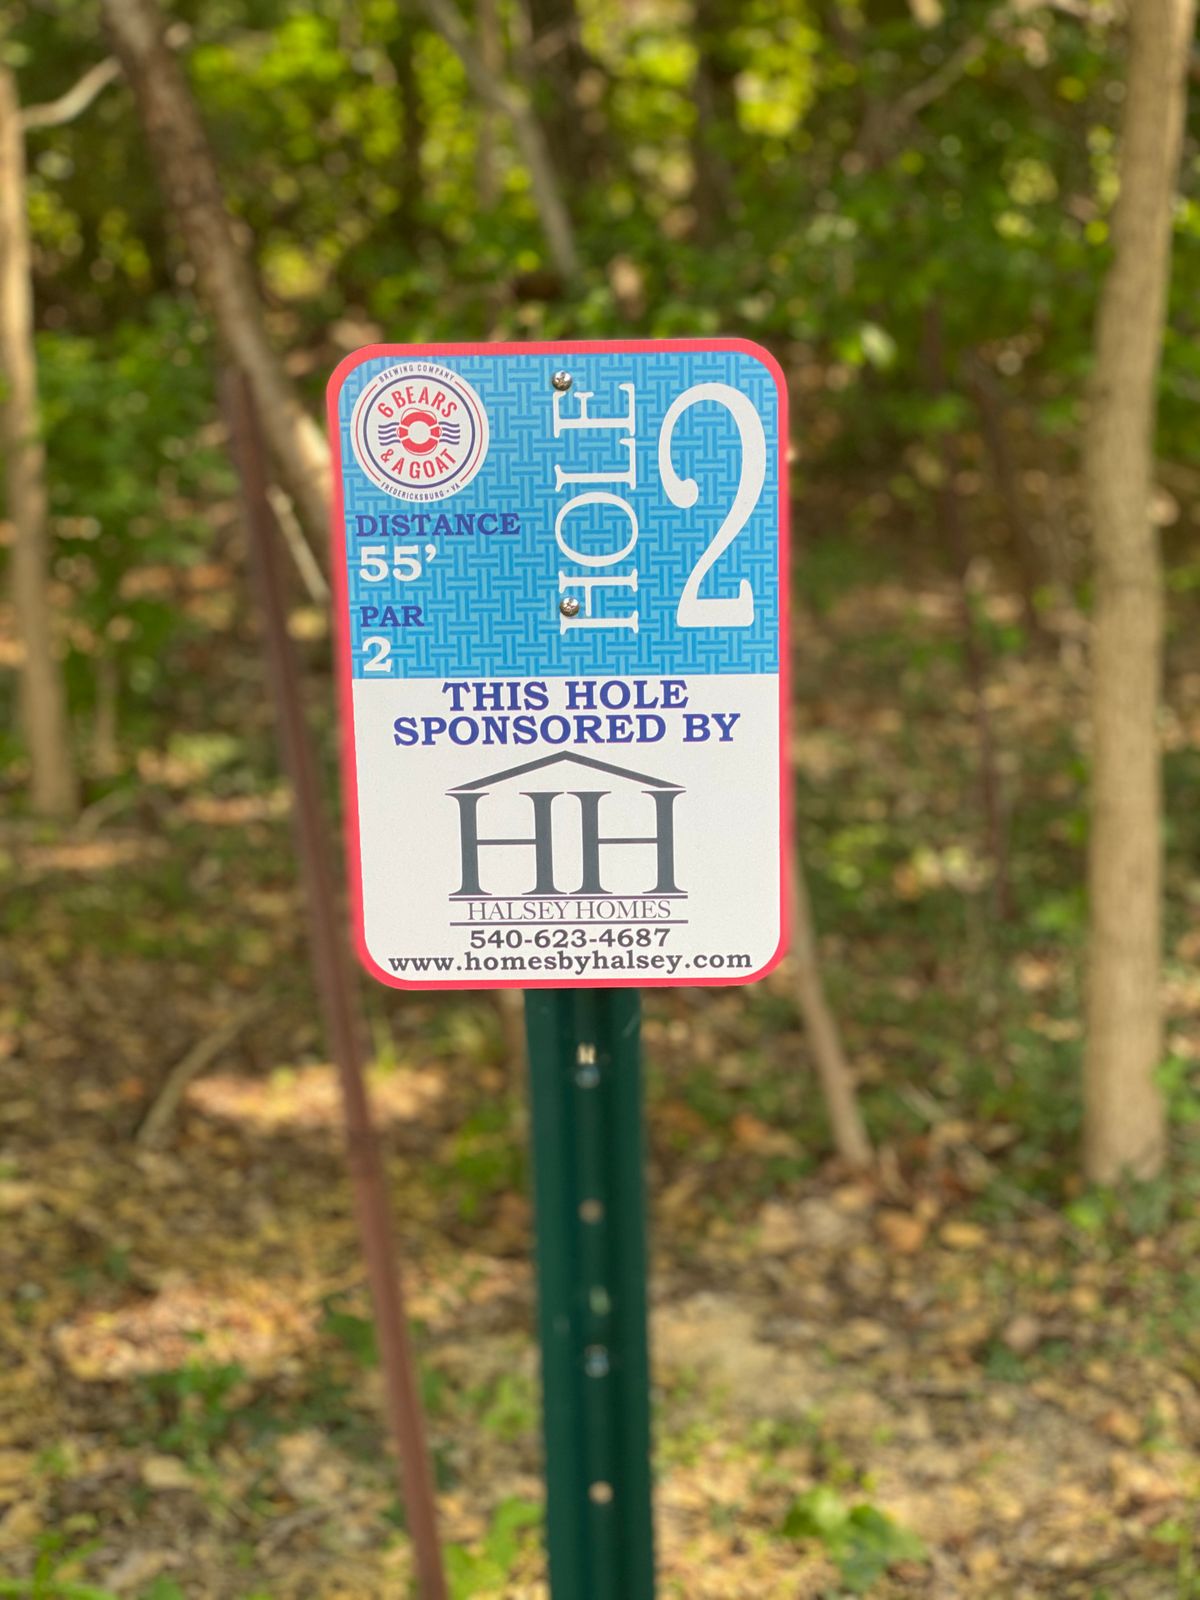 BREWING COMPANY
6 BEARS
& A GOAT
FREDERICKSBURG • VA
DISTANCE
55’
PAR
2
HOLE
2
THIS HOLE
SPONSORED BY
HH
HALSEY HOMES
540-623-4687
www.homesbyhalsey.com